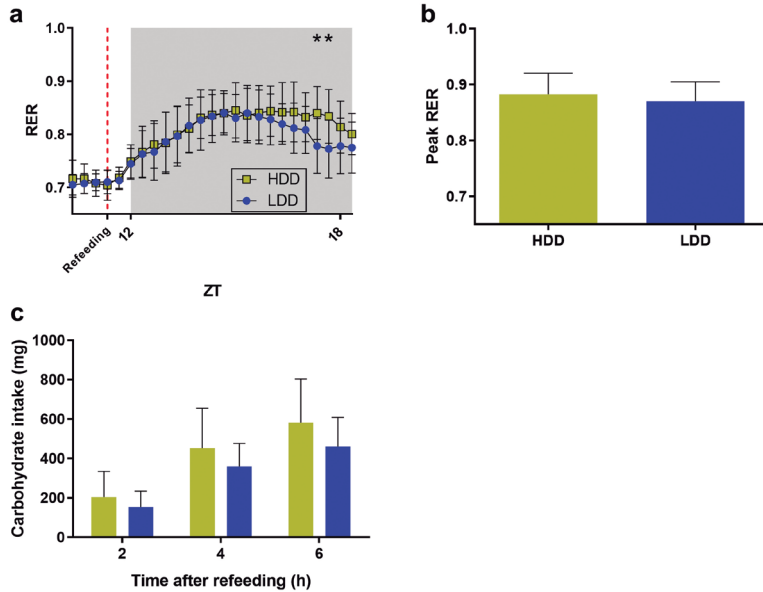 a
1.0
0.9
0.8
0.7
RER
**
HDD
LDD
Refeeding
12
18
ZT
b
1.0
0.9
0.8
0.7
Peak RER
HDD
LDD
c
1000
800
600
400
200
0
Carbohydrate intake (mg)
2
4
6
Time after refeeding (h)